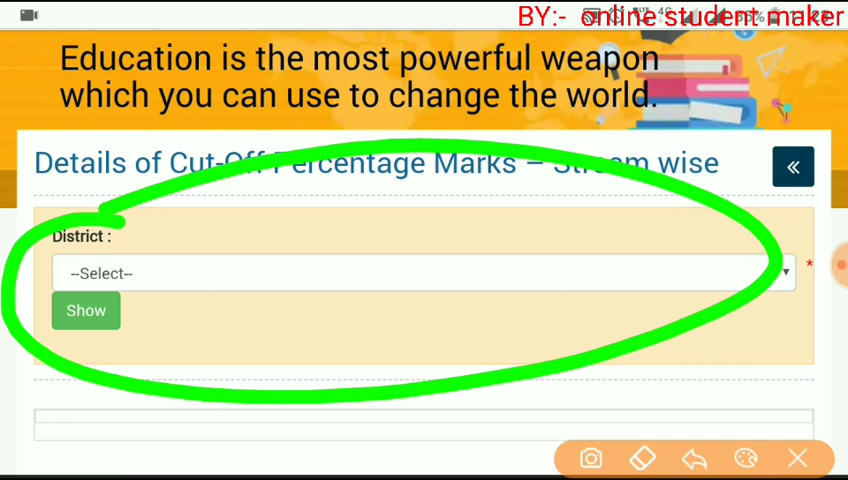 BY:- online student maker
Education is the most powerful weapon
which you can use to change the world.
Details of Cut-Off Percentage Marks – Stream wise
«
District :
--Select--
*
Show